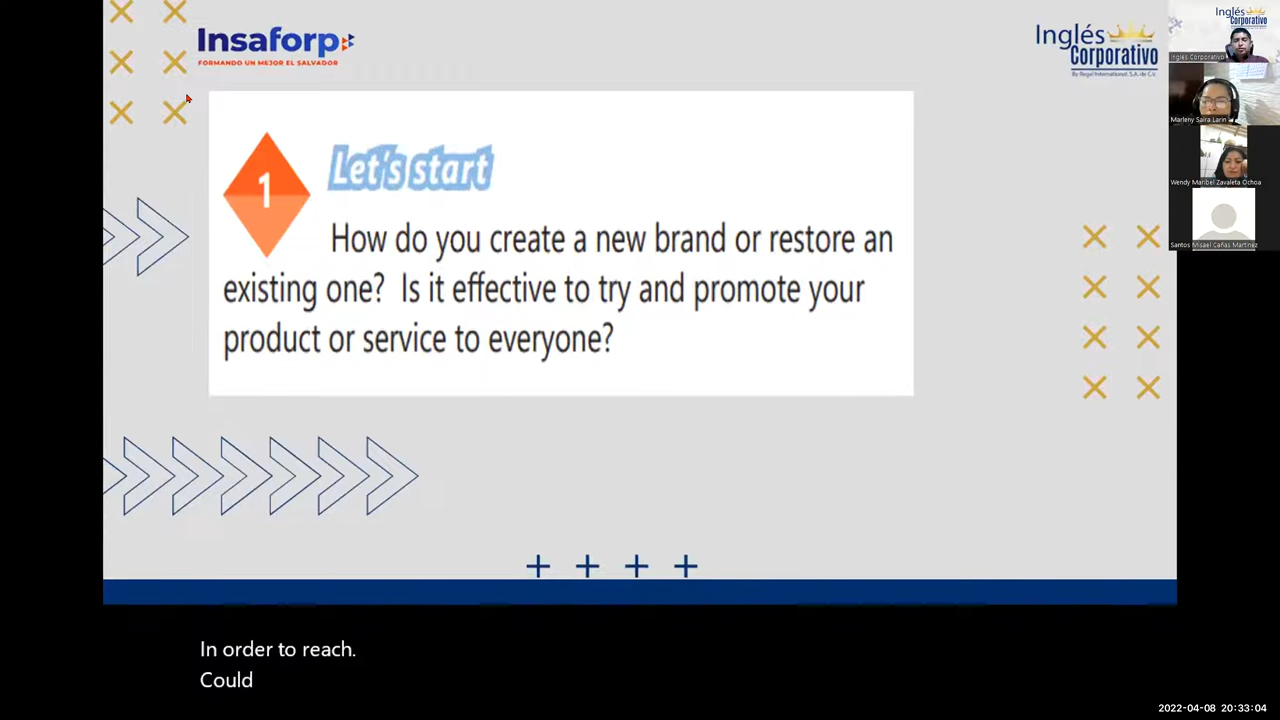 Insaforp
FORMANDO UN MEJOR EL SALVADOR
Inglés
Corporativo
By Regal International, S.A. de C.V.
1
Let's start
How do you create a new brand or restore an
existing one? Is it effective to try and promote your
product or service to everyone?
Inglés
Corporativo
Inglés Corporativo
Marleny Saira Larin
Wendy Maribel Zavaleta Ochoa
Santos Misael Cañas Martinez
In order to reach.
Could
2022-04-08 20:33:04